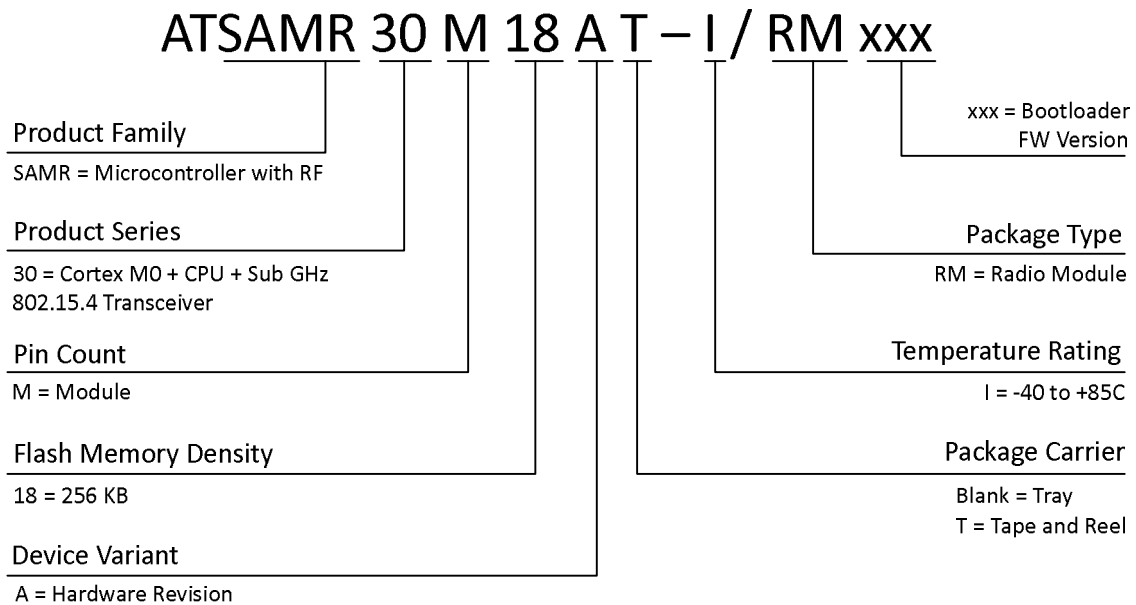 ATSAMR 30 M 18 A T – I / RM xxx
Product Family
SAMR = Microcontroller with RF
Product Series
30 = Cortex M0 + CPU + Sub GHz
802.15.4 Transceiver
Pin Count
M = Module
Flash Memory Density
18 = 256 KB
Device Variant
A = Hardware Revision
xxx = Bootloader
FW Version
Package Type
RM = Radio Module
Temperature Rating
I = -40 to +85C
Package Carrier
Blank = Tray
T = Tape and Reel